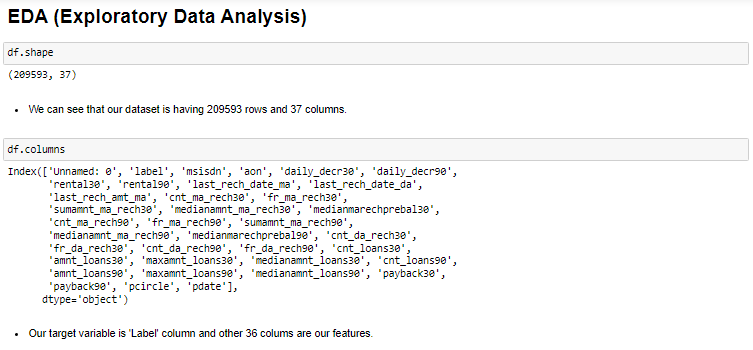 EDA (Exploratory Data Analysis)
df.shape
(209593, 37)
• We can see that our dataset is having 209593 rows and 37 columns.
df.columns
Index(['Unnamed: 0', 'label', 'msisdn', 'aon', 'daily_decr30', 'daily_decr90',
'rental30', 'rental90', 'last_rech_date_ma', 'last_rech_date_da',
'last_rech_amt_ma', 'cnt_ma_rech30', 'fr_ma_rech30',
'sumamnt_ma_rech30', 'medianamnt_ma_rech30', 'medianmarechprebal30',
'cnt_ma_rech90', 'fr_ma_rech90', 'sumamnt_ma_rech90',
'medianamnt_ma_rech90', 'medianmarechprebal90', 'cnt_da_rech30',
'fr_da_rech30', 'cnt_da_rech90', 'fr_da_rech90', 'cnt_loans30',
'amnt_loans30', 'maxamnt_loans30', 'medianamnt_loans30', 'cnt_loans90',
'amnt_loans90', 'maxamnt_loans90', 'medianamnt_loans90', 'payback30',
'payback90', 'pcircle', 'pdate'],
dtype='object')
• Our target variable is 'Label' column and other 36 colums are our features.